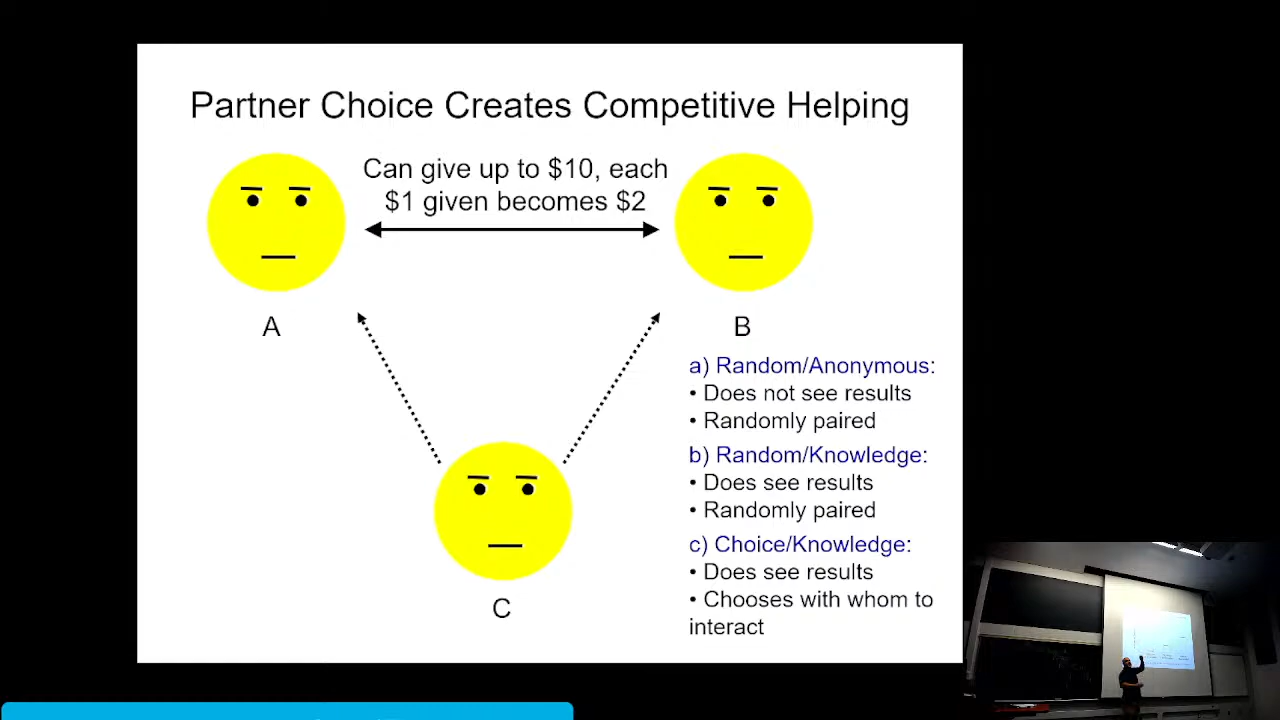 Partner Choice Creates Competitive Helping
Can give up to $10, each
$1 given becomes $2
A
B
a) Random/Anonymous:
• Does not see results
• Randomly paired
b) Random/Knowledge:
• Does see results
• Randomly paired
c) Choice/Knowledge:
• Does see results
• Chooses with whom to
interact
C